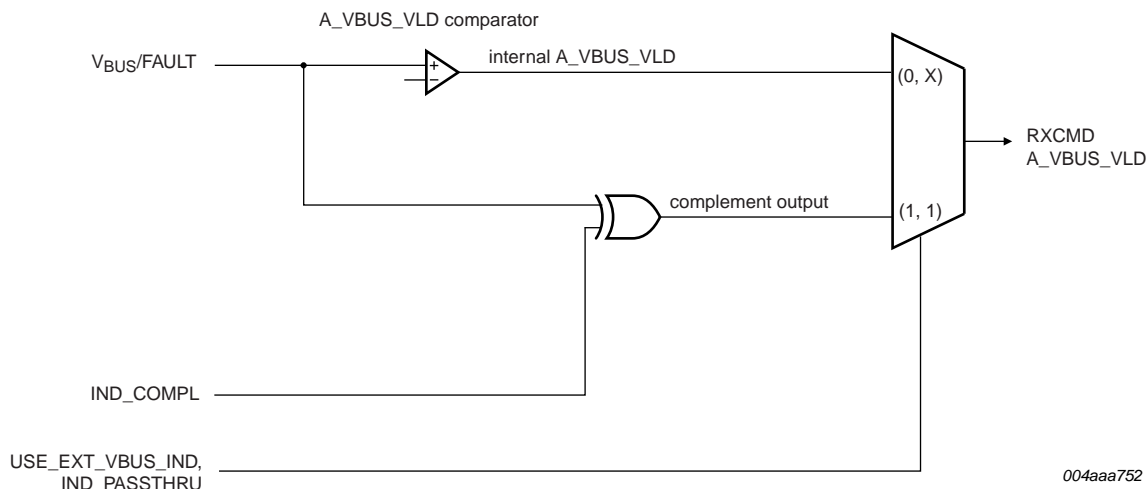 A_VBUS_VLD comparator
VBUS/FAULT
+
−
internal A_VBUS_VLD
(0, X)
RXCMD
A_VBUS_VLD
complement output
(1, 1)
IND_COMPL
USE_EXT_VBUS_IND,
IND_PASSTHRU
004aaa752